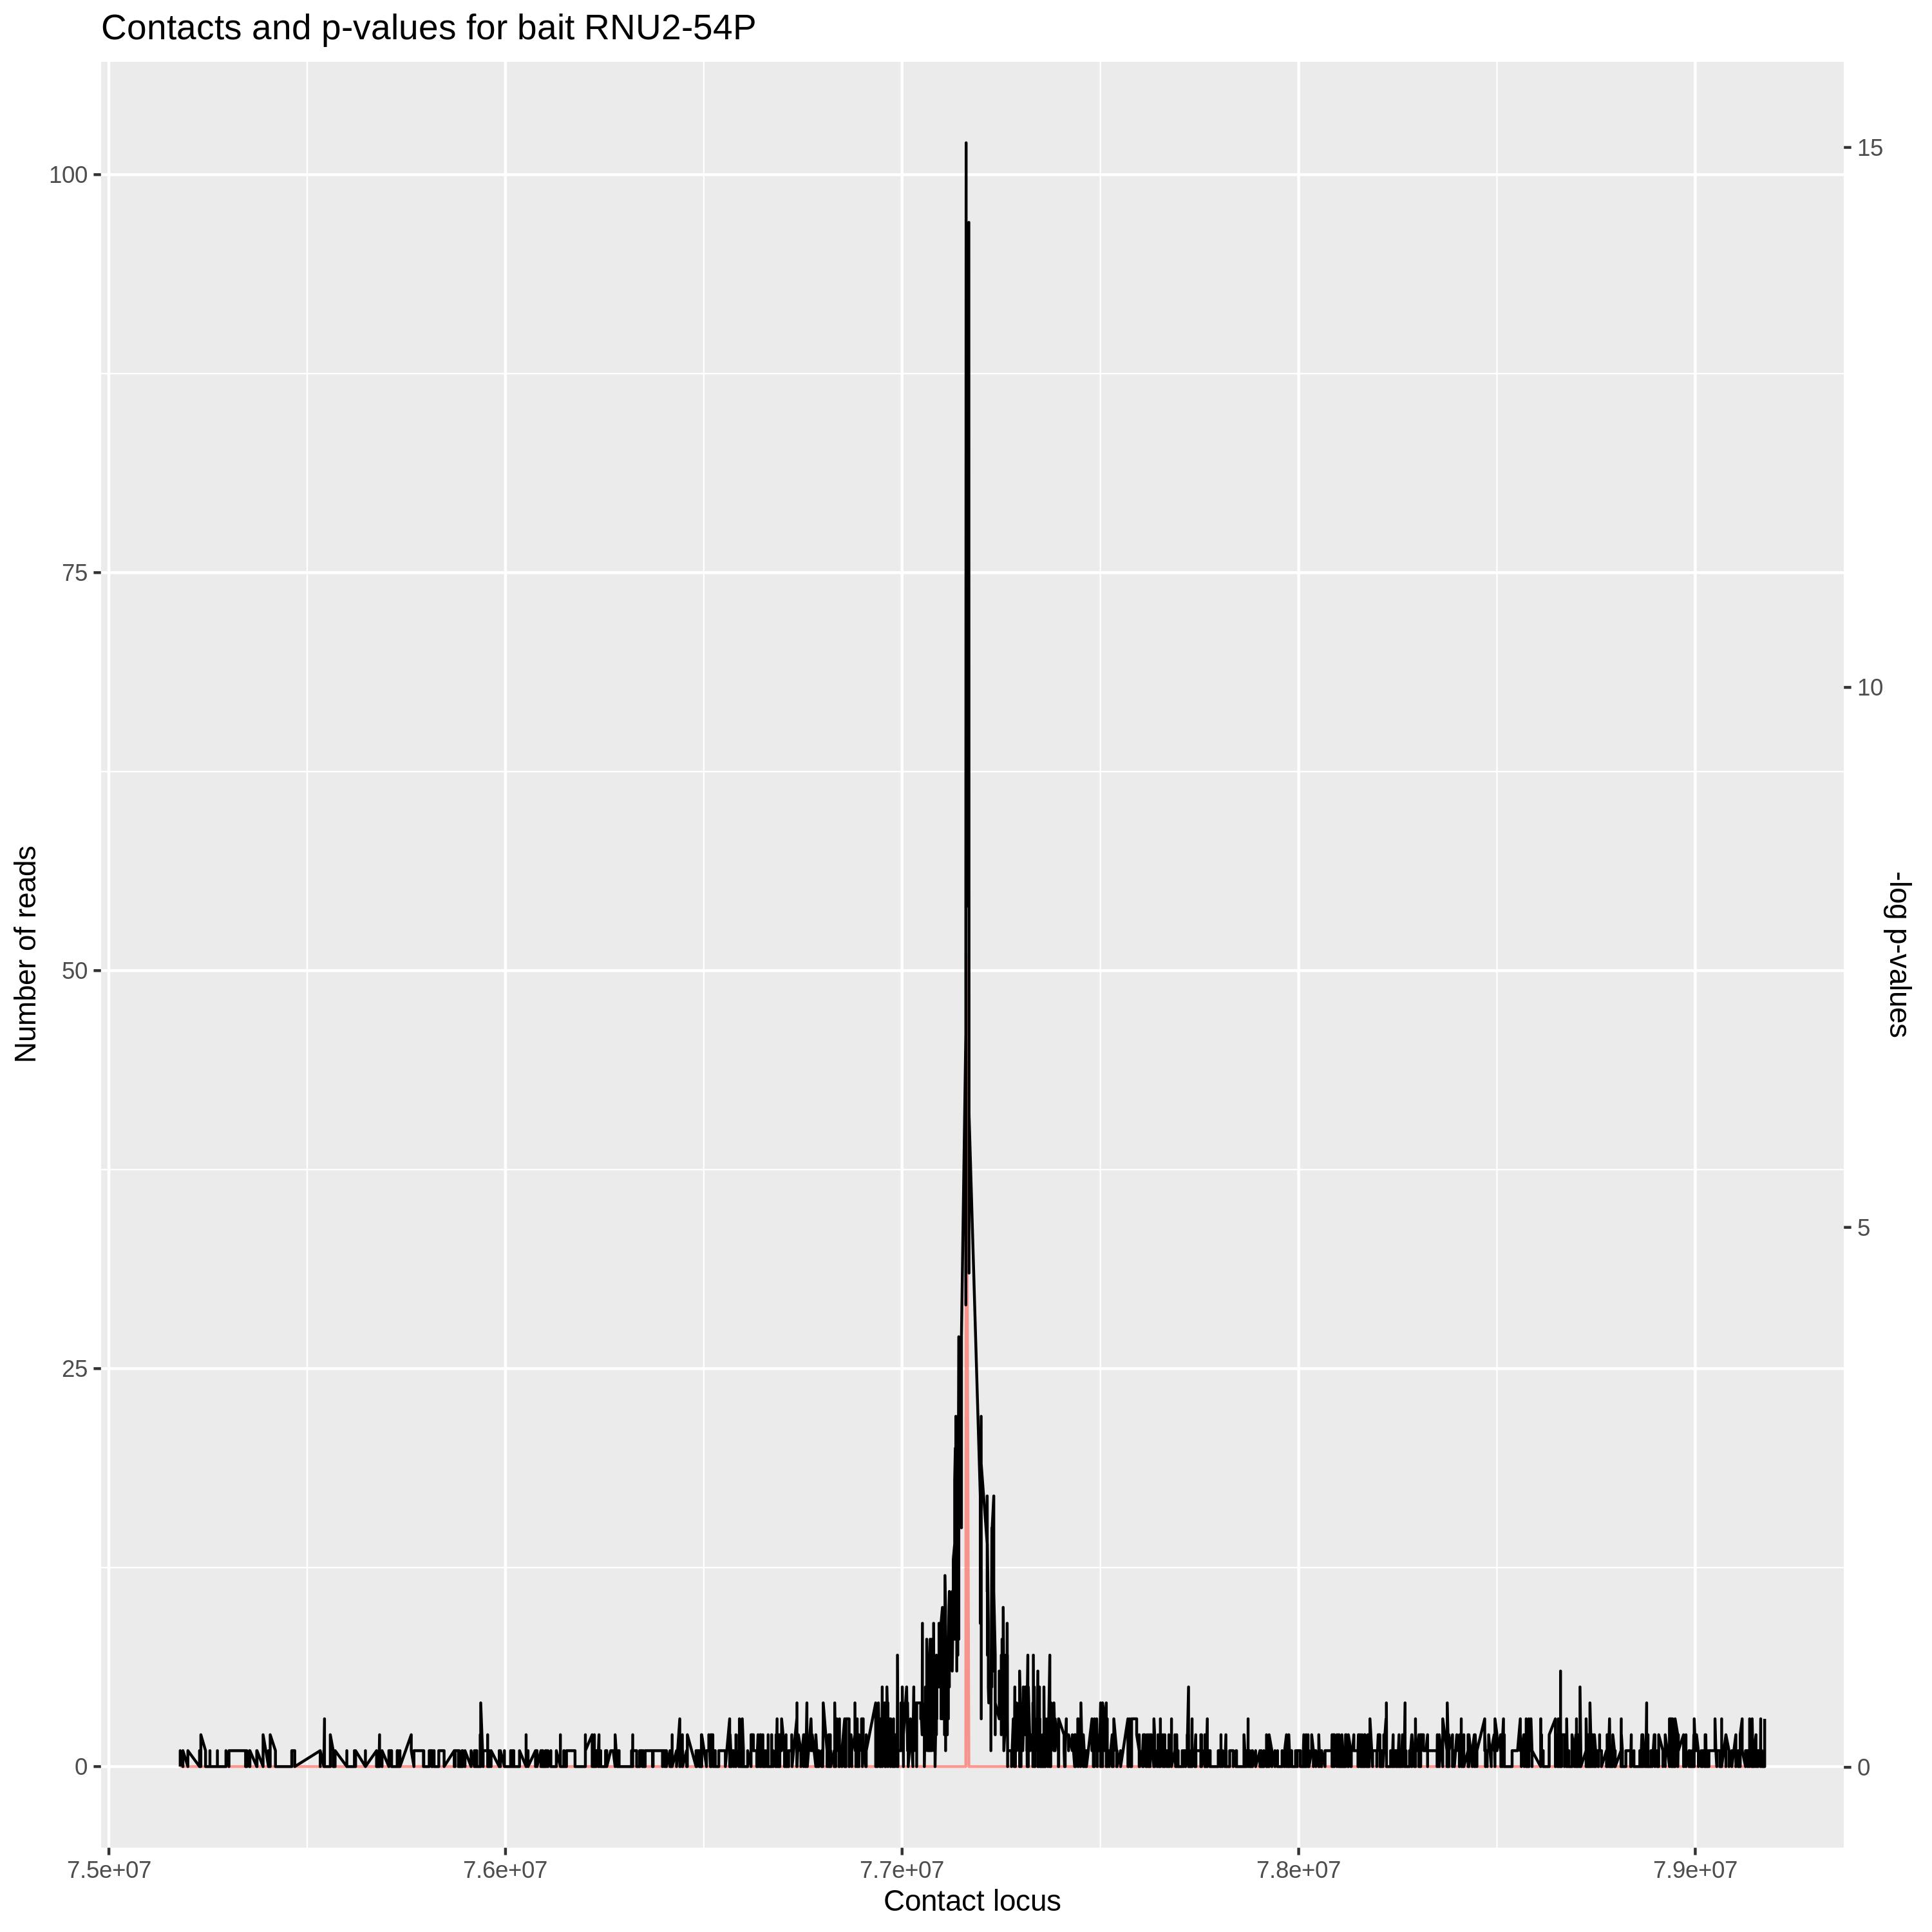 Contacts and p-values for bait RNU2-54P
100
75
50
25
0
15
10
5
0
Number of reads
-log p-values
7.5e+07
7.6e+07
7.7e+07
7.8e+07
7.9e+07
Contact locus